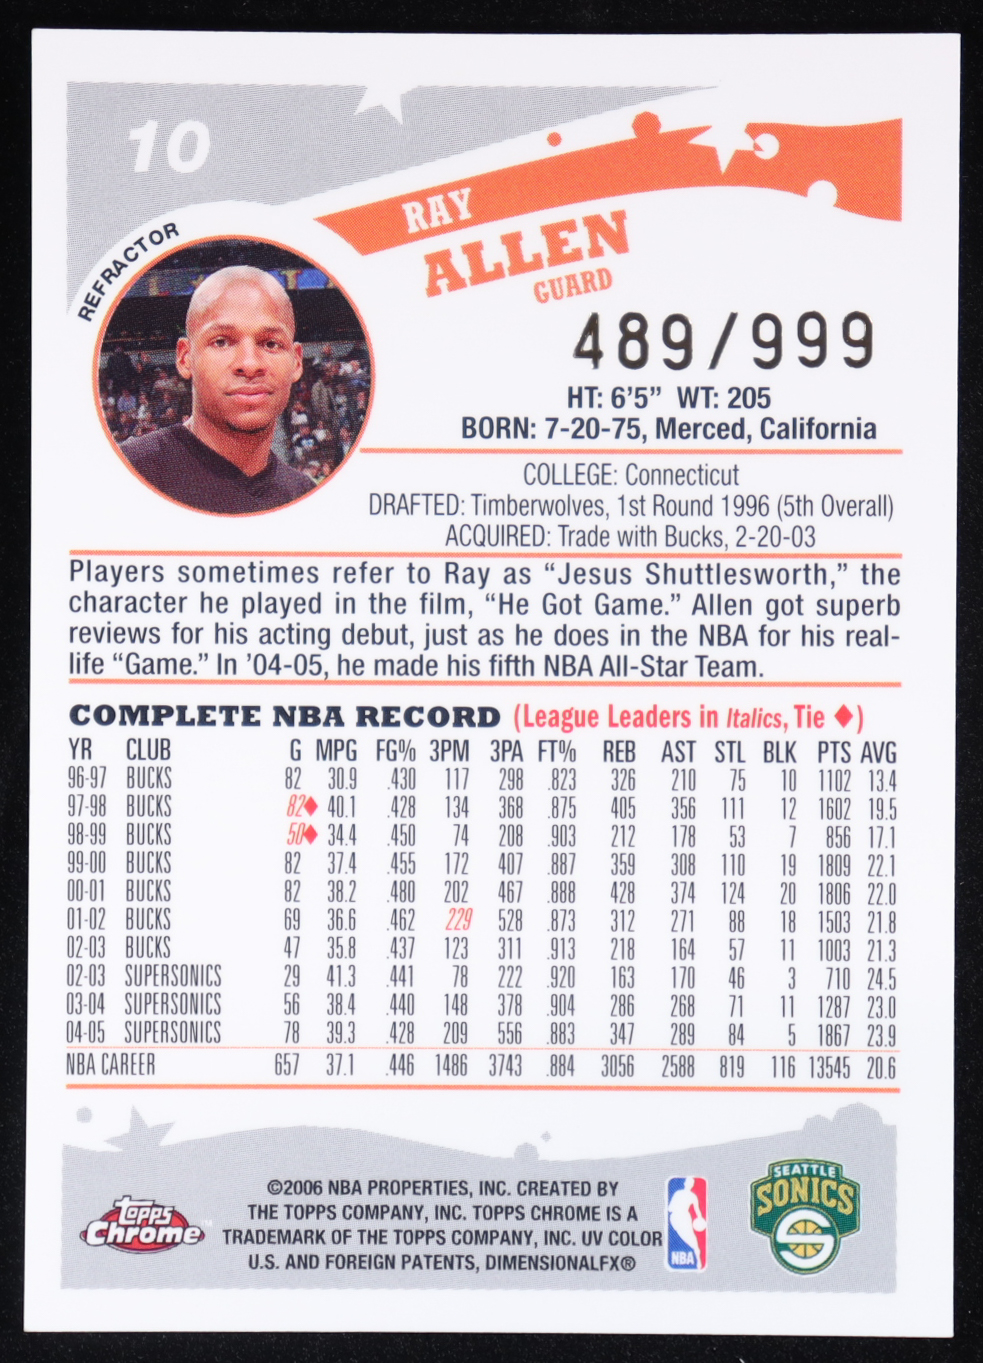 10
REFRACTOR
RAY
ALLEN
GUARD
489/999
HT: 6'5" WT: 205
BORN: 7-20-75, Merced, California
COLLEGE: Connecticut
DRAFTED: Timberwolves, 1st Round 1996 (5th Overall)
ACQUIRED: Trade with Bucks, 2-20-03
Players sometimes refer to Ray as “Jesus Shuttlesworth,” the
character he played in the film, “He Got Game.” Allen got superb
reviews for his acting debut, just as he does in the NBA for his real-
life “Game.” In '04-05, he made his fifth NBA All-Star Team.
COMPLETE NBA RECORD (League Leaders in Italics, Tie ♦)
YR CLUB G MPG FG% 3PM 3PA FT% REB AST STL BLK PTS AVG
96-97 BUCKS 82 30.9 .430 117 298 .823 326 210 75 10 1102 13.4
97-98 BUCKS 82♦ 40.1 .428 134 368 .875 405 356 111 12 1602 19.5
98-99 BUCKS 50♦ 34.4 .450 74 208 .903 212 178 53 7 856 17.1
99-00 BUCKS 82 37.4 .455 172 407 .887 359 308 110 19 1809 22.1
00-01 BUCKS 82 38.2 .480 202 467 .888 428 374 124 20 1806 22.0
01-02 BUCKS 69 36.6 .462 229 528 .873 312 271 88 18 1503 21.8
02-03 BUCKS 47 35.8 .437 123 311 .913 218 164 57 11 1003 21.3
02-03 SUPERSONICS 29 41.3 .441 78 222 .920 163 170 46 3 710 24.5
03-04 SUPERSONICS 56 38.4 .440 148 378 .904 286 268 71 11 1287 23.0
04-05 SUPERSONICS 78 39.3 .428 209 556 .883 347 289 84 5 1867 23.9
NBA CAREER 657 37.1 .446 1486 3743 .884 3056 2588 819 116 13545 20.6
©2006 NBA PROPERTIES, INC. CREATED BY
THE TOPPS COMPANY, INC. TOPPS CHROME IS A
TRADEMARK OF THE TOPPS COMPANY, INC. UV COLOR
U.S. AND FOREIGN PATENTS, DIMENSIONALFX®
Topps
Chrome™
NBA
SEATTLE
SONICS